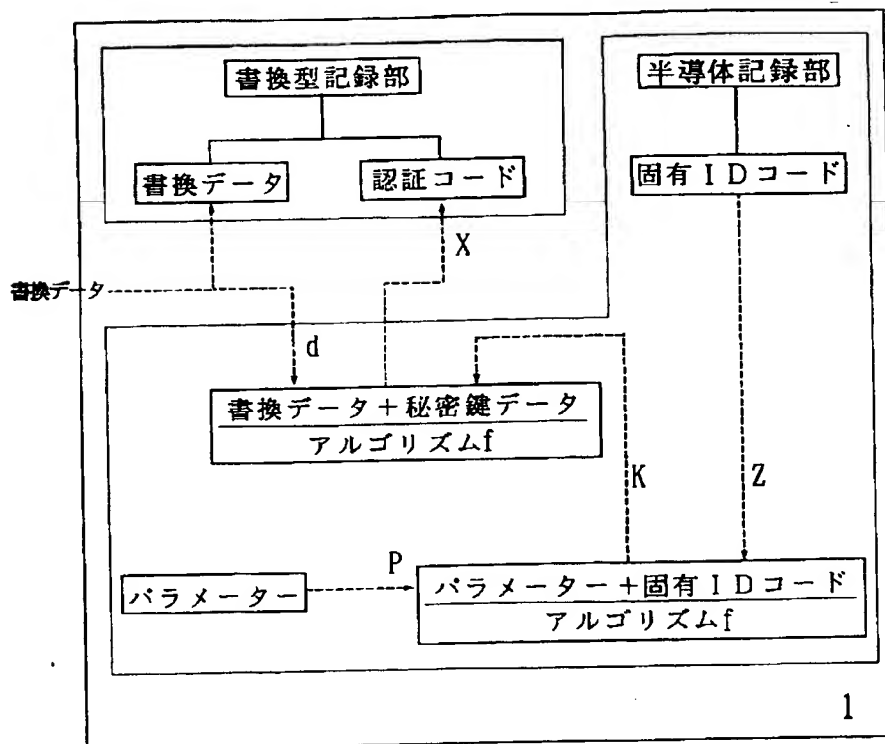 書換型記録部
半導体記録部
書換データ
認証コード
固有IDコード
X
書換データ
d
書換データ+秘密鍵データ
アルゴリズムf
K
Z
P
パラメーター
パラメーター+固有IDコード
アルゴリズムf
1